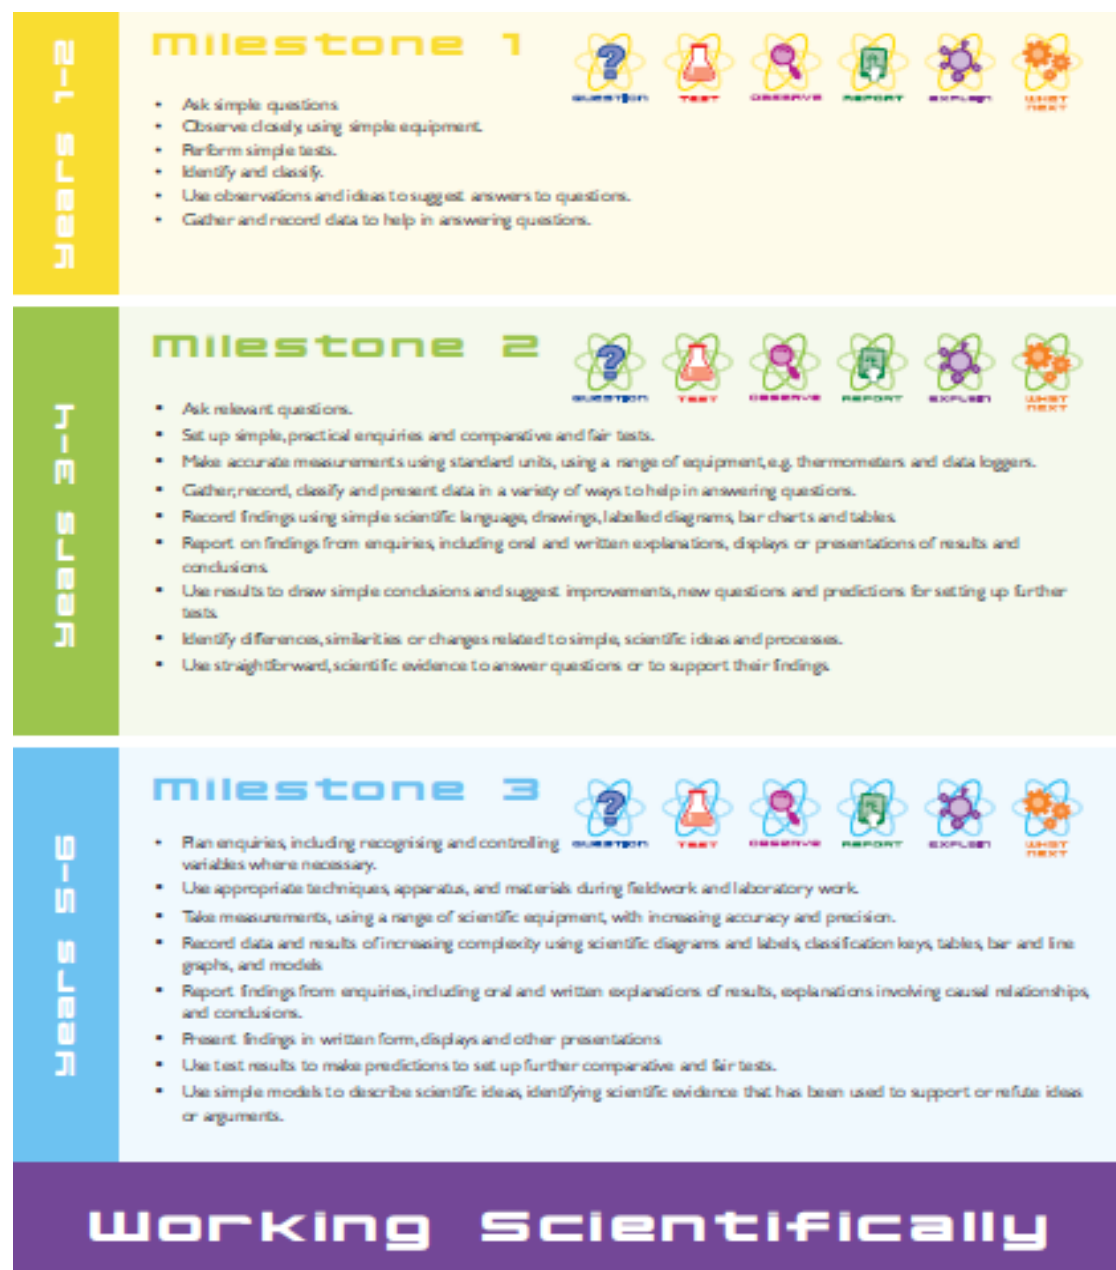 years 1-2
Milestone 1
QUESTION TEST OBSERVE REPORT EXPLAIN WHAT NEXT
• Ask simple questions
• Observe closely, using simple equipment.
• Perform simple tests.
• Identify and classify.
• Use observations and ideas to suggest answers to questions.
• Gather and record data to help in answering questions.
years 3-4
Milestone 2
QUESTION TEST OBSERVE REPORT EXPLAIN WHAT NEXT
• Ask relevant questions.
• Set up simple, practical enquiries and comparative and fair tests.
• Make accurate measurements using standard units, using a range of equipment, e.g. thermometers and data loggers.
• Gather, record, classify and present data in a variety of ways to help in answering questions.
• Record findings using simple scientific language, drawings, labelled diagrams, bar charts and tables.
• Report on findings from enquiries, including oral and written explanations, displays or presentations of results and
conclusions.
• Use results to draw simple conclusions and suggest improvements, new questions and predictions for setting up further
tests.
• Identify differences, similarities or changes related to simple, scientific ideas and processes.
• Use straightforward, scientific evidence to answer questions or to support their findings.
years 5-6
Milestone 3
QUESTION TEST OBSERVE REPORT EXPLAIN WHAT NEXT
• Plan enquiries, including recognising and controlling
variables where necessary.
• Use appropriate techniques, apparatus, and materials during fieldwork and laboratory work.
• Take measurements, using a range of scientific equipment, with increasing accuracy and precision.
• Record data and results of increasing complexity using scientific diagrams and labels, classification keys, tables, bar and line
graphs, and models
• Report findings from enquiries, including oral and written explanations of results, explanations involving causal relationships,
and conclusions.
• Present findings in written form, displays and other presentations
• Use test results to make predictions to set up further comparative and fair tests.
• Use simple models to describe scientific ideas, identifying scientific evidence that has been used to support or refute ideas
or arguments.
Working Scientifically